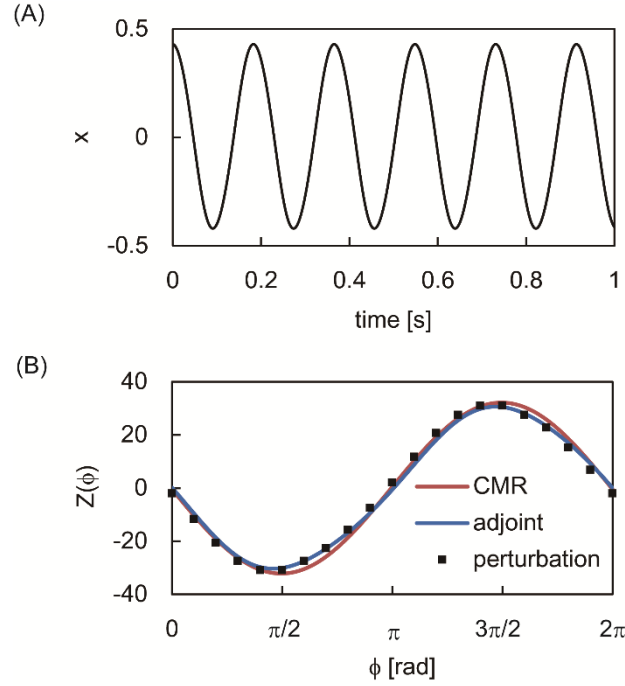 (A)
0.5
x
0
-0.5
0 0.2 0.4 0.6 0.8 1
time [s]
(B)
40
20
Z(ϕ)
0
-20
-40
CMR
adjoint
perturbation
0 π/2 π 3π/2 2π
ϕ [rad]